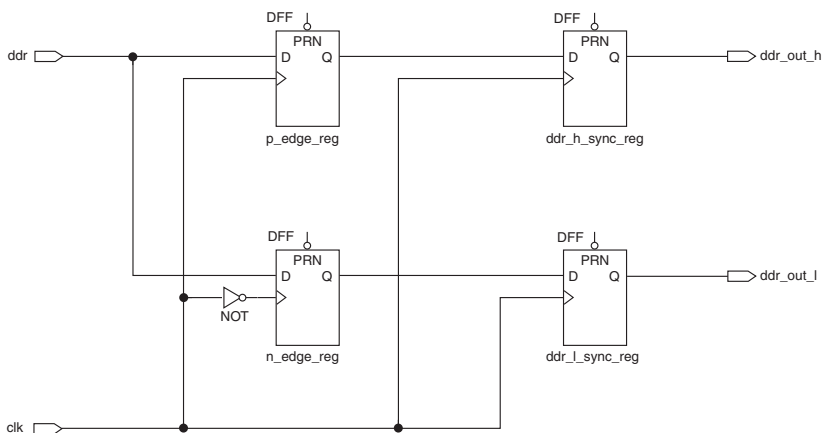 DFF
DFF
PRN
PRN
ddr
D
Q
D
Q
ddr_out_h
p_edge_reg
ddr_h_sync_reg
DFF
DFF
PRN
PRN
D
Q
D
Q
ddr_out_l
NOT
n_edge_reg
ddr_l_sync_reg
clk